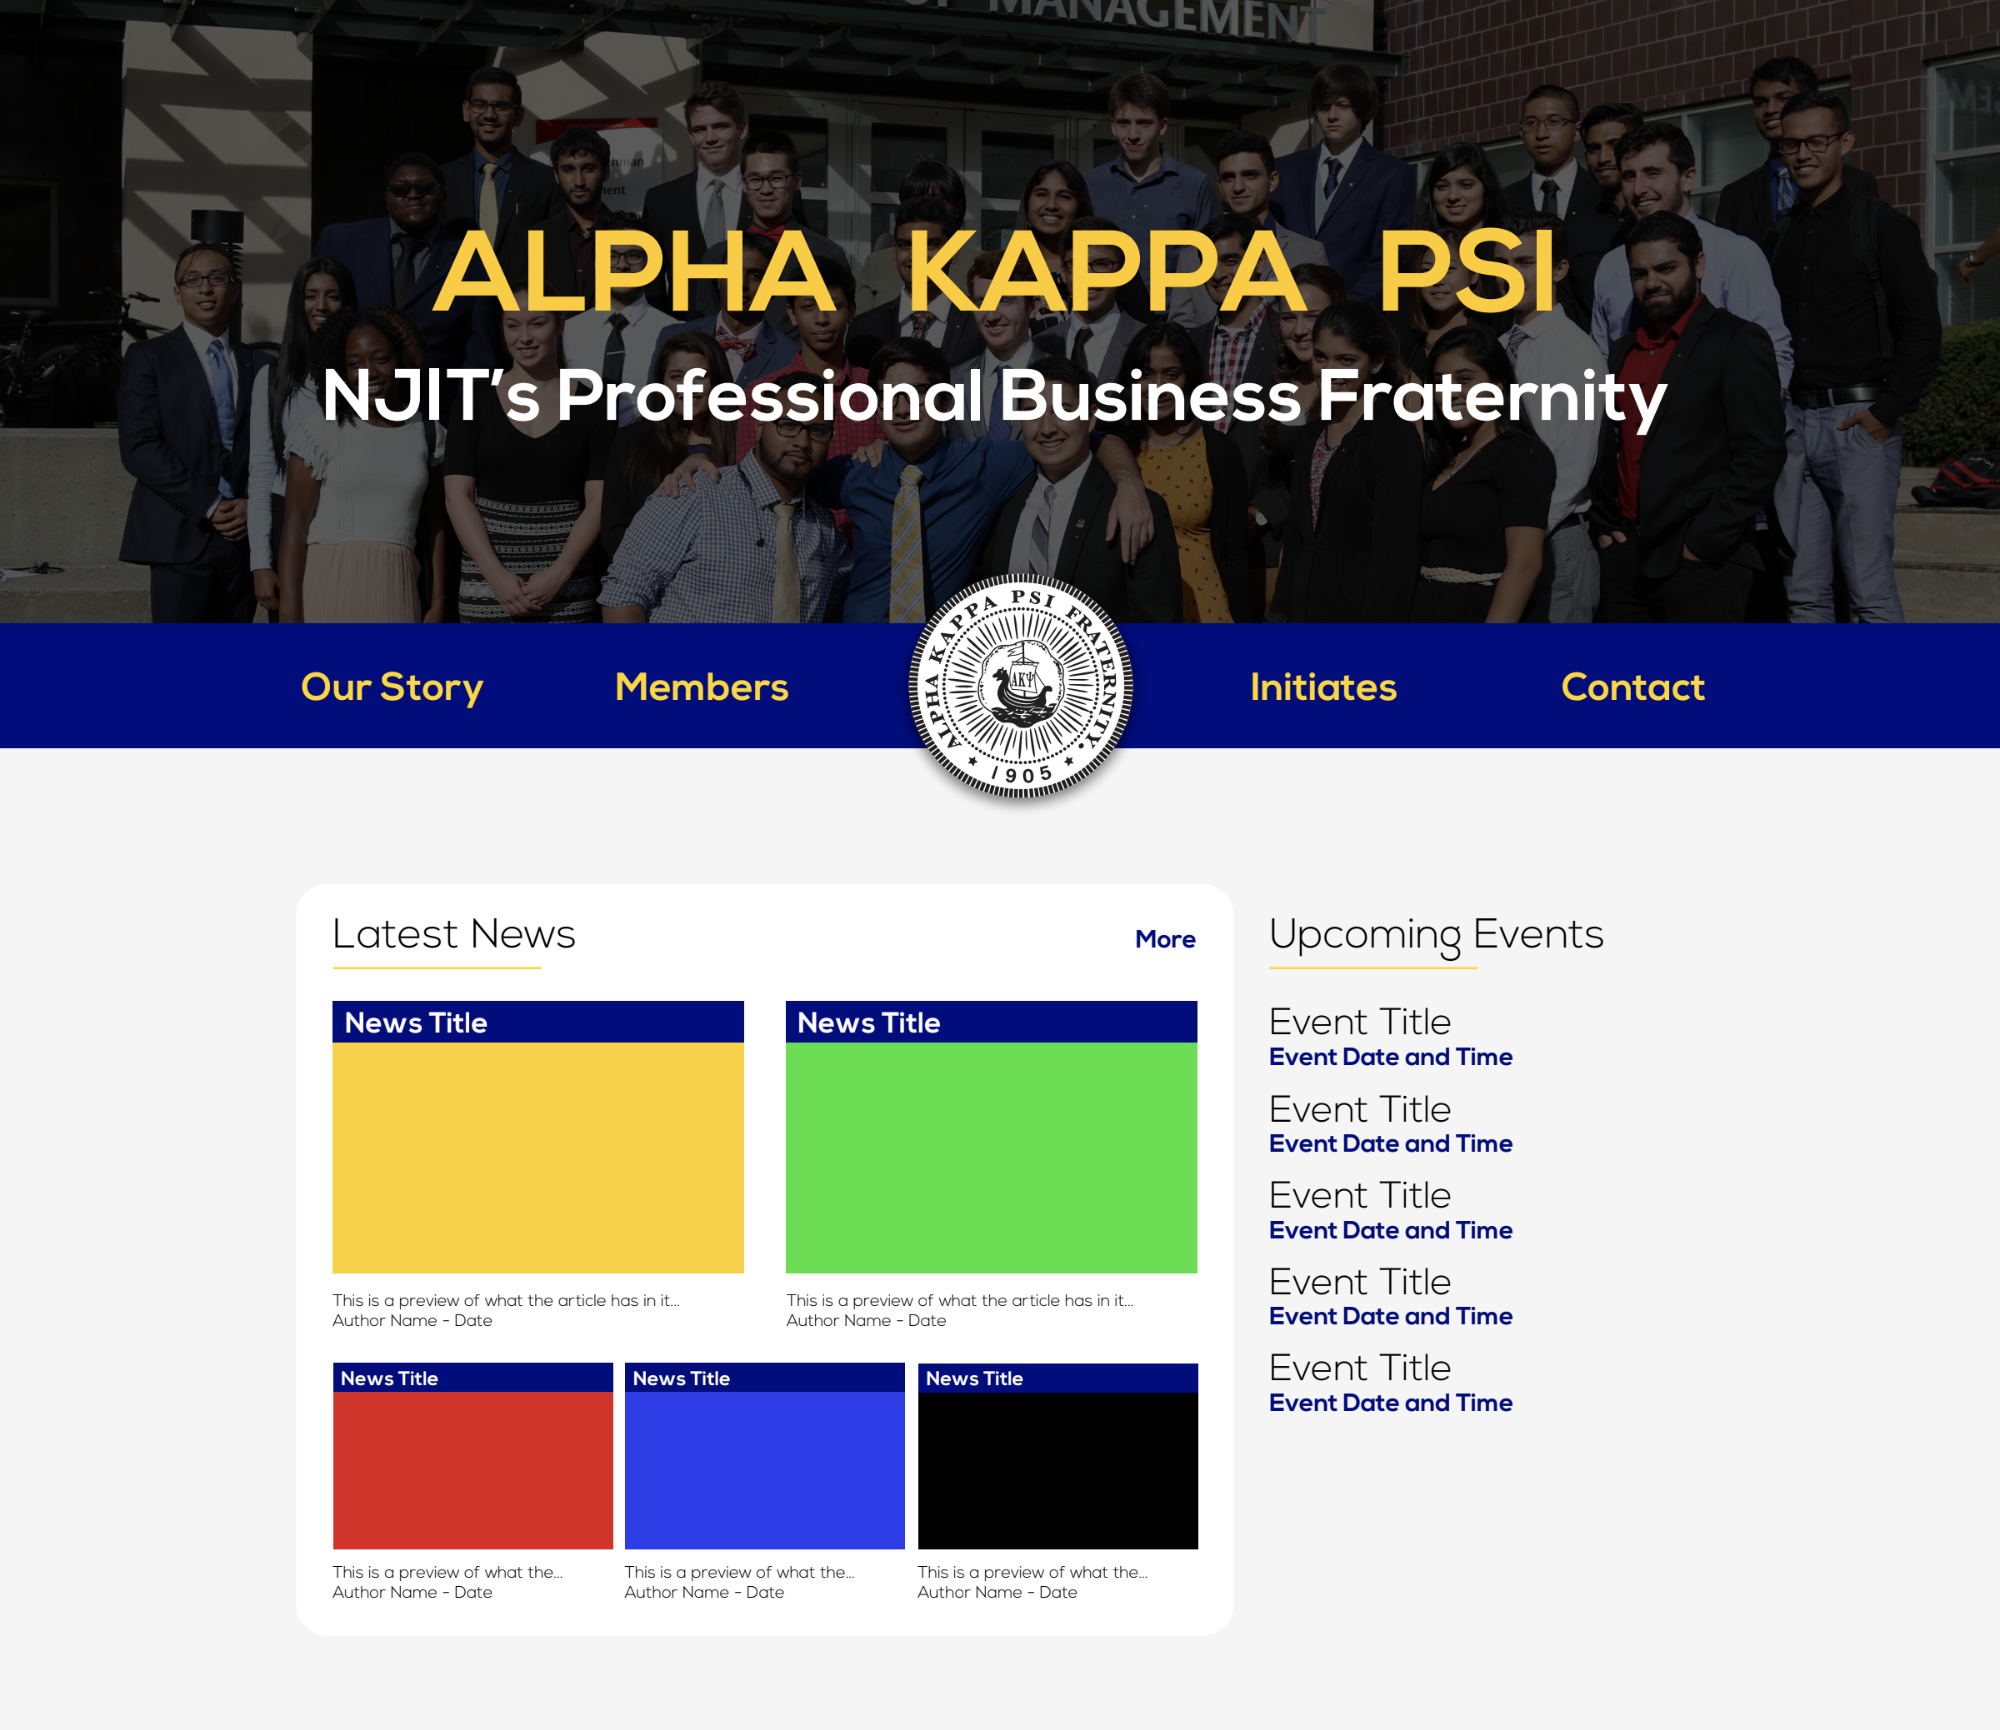 MANAGEMENT
ALPHA KAPPA PSI
NJIT's Professional Business Fraternity
Our Story
Members
ALPHA KAPPA PSI FRATERNITY
ΑΚΨ
1905
Initiates
Contact
Latest News
More
News Title
News Title
This is a preview of what the article has in it...
Author Name - Date
This is a preview of what the article has in it...
Author Name - Date
News Title
News Title
News Title
This is a preview of what the...
Author Name - Date
This is a preview of what the...
Author Name - Date
This is a preview of what the...
Author Name - Date
Upcoming Events
Event Title
Event Date and Time
Event Title
Event Date and Time
Event Title
Event Date and Time
Event Title
Event Date and Time
Event Title
Event Date and Time